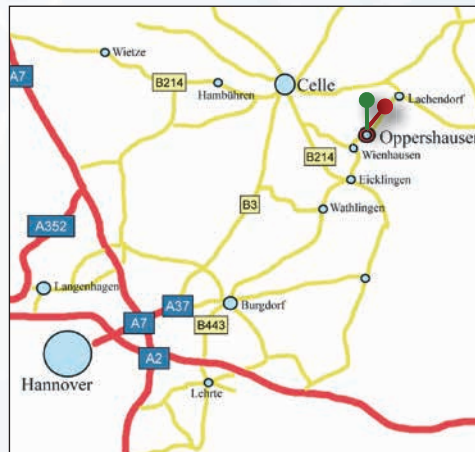 Wietze
A7
B214
Hambühren
Celle
Lachendorf
Oppershausen
B214
Wienhausen
Eicklingen
B3
Wathlingen
A352
Langenhagen
A37
Burgdorf
A7
B443
A2
Hannover
Lehrte